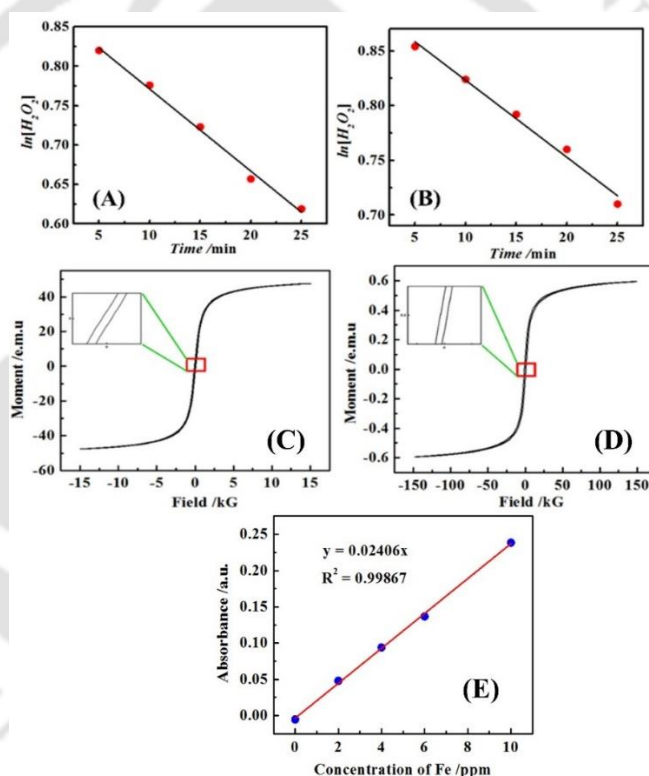 0.85
0.80
0.75
0.70
0.65
0.60
ln[H2O2]
(A)
5 10 15 20 25
Time /min
0.85
0.80
0.75
0.70
ln[H2O2]
(B)
5 10 15 20 25
Time /min
40
20
0
-20
-40
-60
Moment /e.m.u
(C)
-15 -10 -5 0 5 10 15
Field /kG
0.6
0.4
0.2
0.0
-0.2
-0.4
-0.6
Moment /e.m.u
(D)
-150 -100 -50 0 50 100 150
Field /kG
0.25
0.20
0.15
0.10
0.05
0.00
Absorbance /a.u.
y = 0.02406x
R² = 0.99867
(E)
0 2 4 6 8 10
Concentration of Fe /ppm